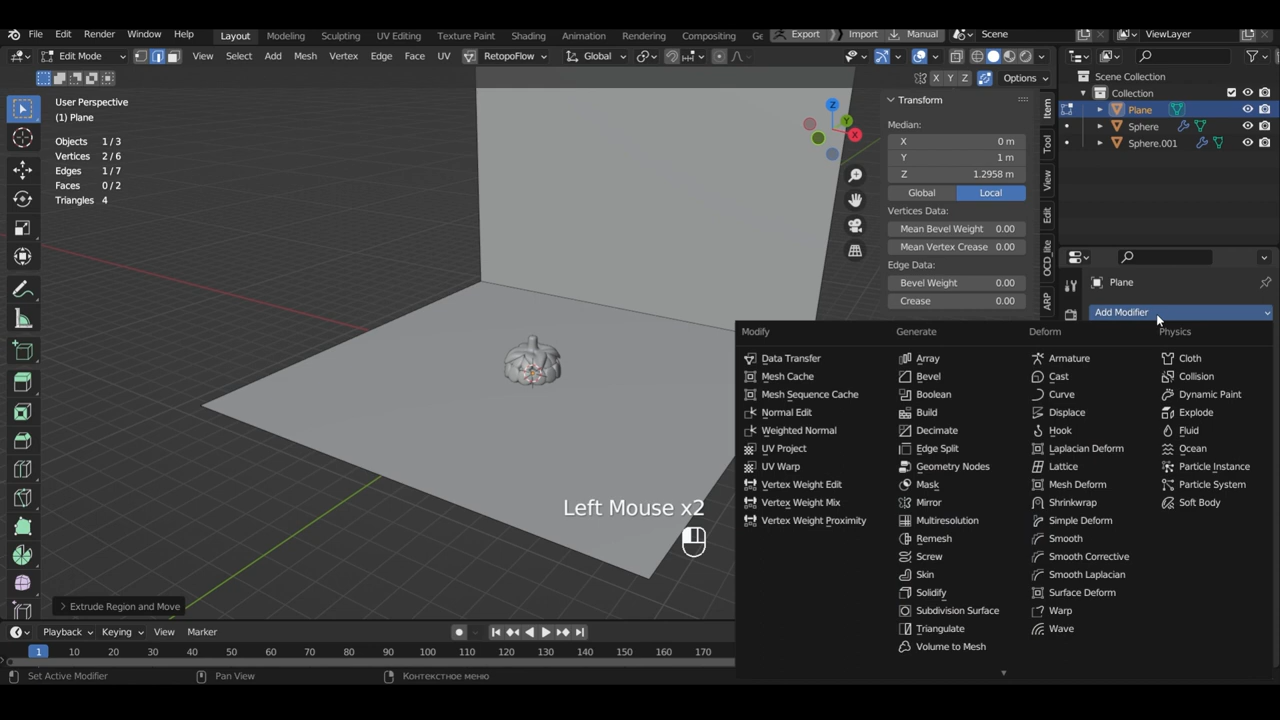 File Edit Render Window Help Layout Modeling Sculpting UV Editing Shading Animation Rendering Compositing Ge Export Import Manual Scene ViewLayer
Edit Mode View Select Add Mesh Vertex Edge Face UV RetopoFlow Global
X Y Z Options
User Perspective
(1) Plane
Objects 1/3
Vertices 2/6
Edges 1/7
Faces 0/2
Triangles 4
Z
Y
X
Transform
Median:
X 0 m
Y 1 m
Z 1.2958 m
Global Local
Vertices Data:
Mean Bevel Weight 0.00
Mean Vertex Crease 0.00
Edge Data:
Bevel Weight 0.00
Crease 0.00
Item
Tool
View
Edit
OCD_lite
ARP
Scene Collection
Collection
Plane
Sphere
Sphere.001
Plane
Add Modifier
Modify Generate Deform Physics
Data Transfer Array Armature Cloth
Mesh Cache Bevel Cast Collision
Mesh Sequence Cache Boolean Curve Dynamic Paint
Normal Edit Build Displace Explode
Weighted Normal Decimate Hook Fluid
UV Project Edge Split Laplacian Deform Ocean
UV Warp Geometry Nodes Lattice Particle Instance
Vertex Weight Edit Mask Mesh Deform Particle System
Vertex Weight Mix Mirror Shrinkwrap Soft Body
Vertex Weight Proximity Multiresolution Simple Deform
Remesh Smooth
Screw Smooth Corrective
Skin Smooth Laplacian
Solidify Surface Deform
Subdivision Surface Warp
Triangulate Wave
Volume to Mesh
Left Mouse x2
Extrude Region and Move
Playback Keying View Marker
1 10 20 30 40 50 60 70 80 90 100 110 120 130 140 150 160 170
Set Active Modifier Pan View Контекстное меню